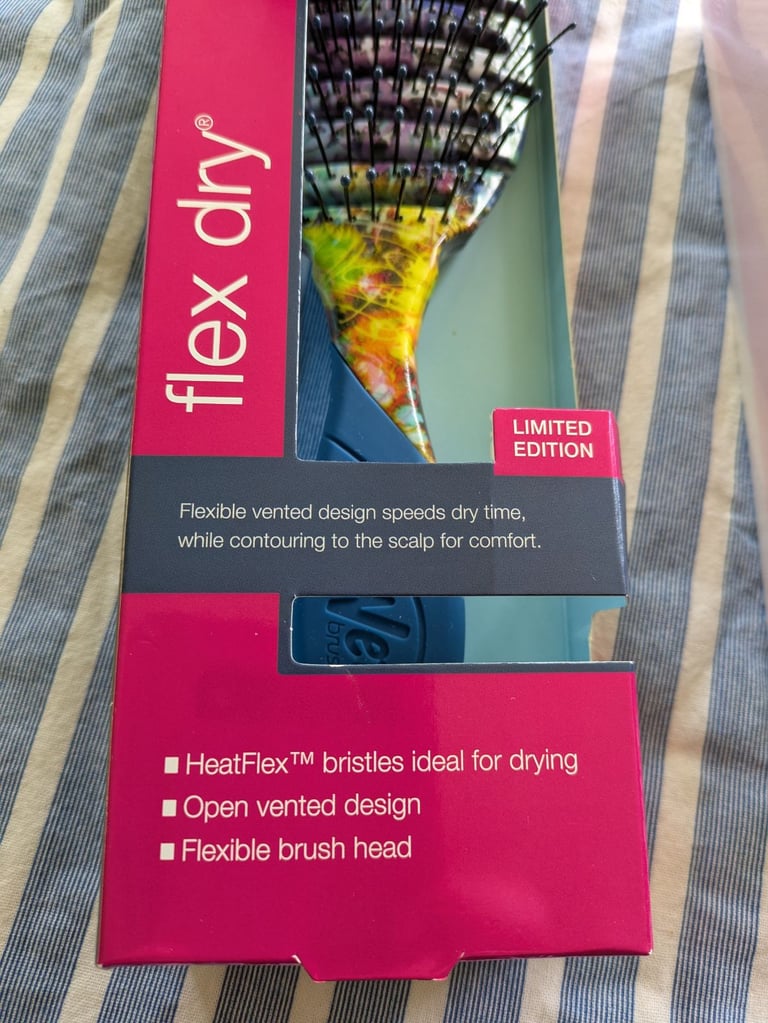 flex dry®
LIMITED
EDITION
Flexible vented design speeds dry time,
while contouring to the scalp for comfort.
■ HeatFlex™ bristles ideal for drying
■ Open vented design
■ Flexible brush head